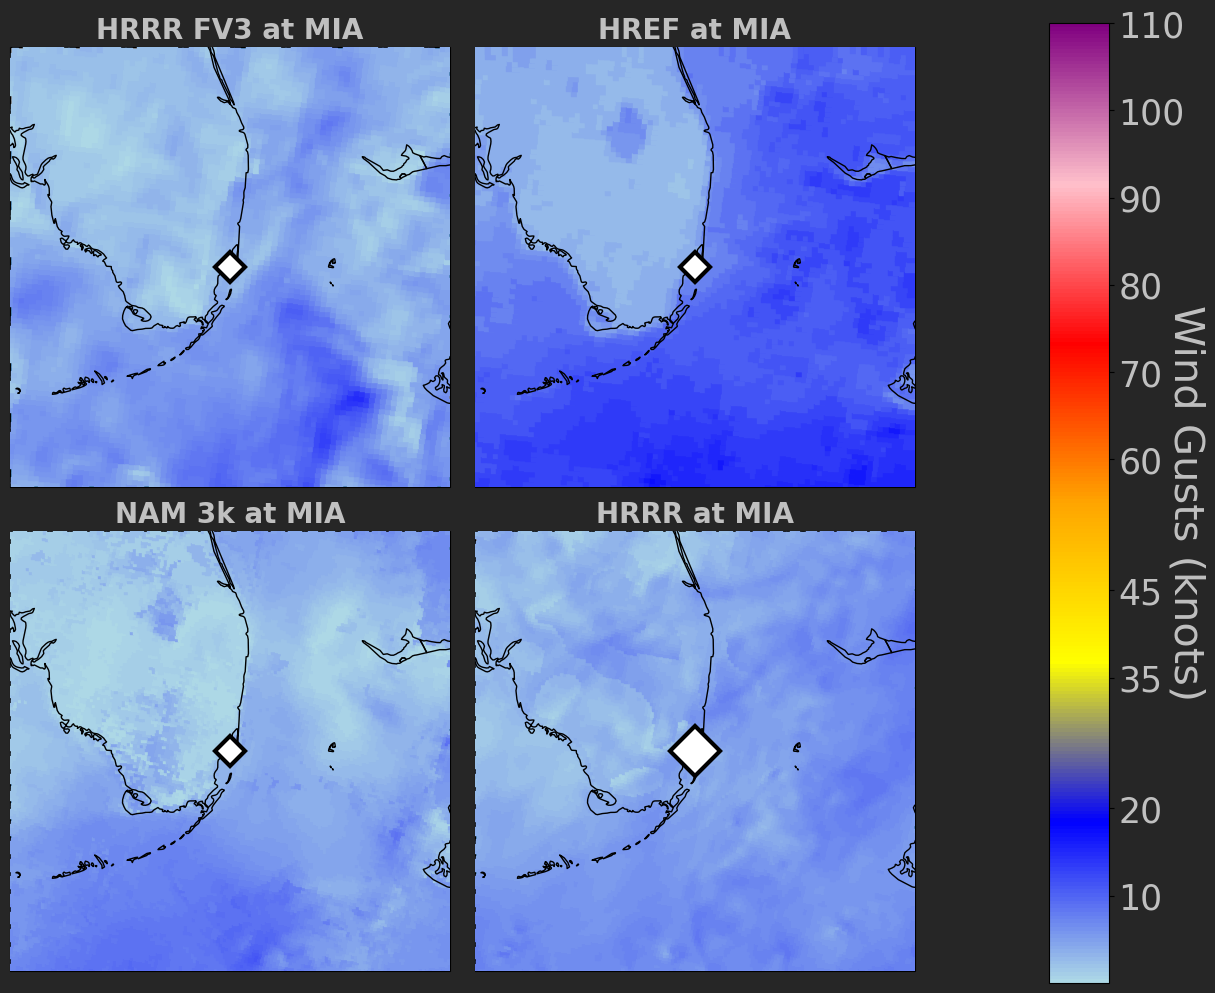 HRRR FV3 at MIA
HREF at MIA
NAM 3k at MIA
HRRR at MIA
110
100
90
80
70
60
45
35
20
10
Wind Gusts (knots)